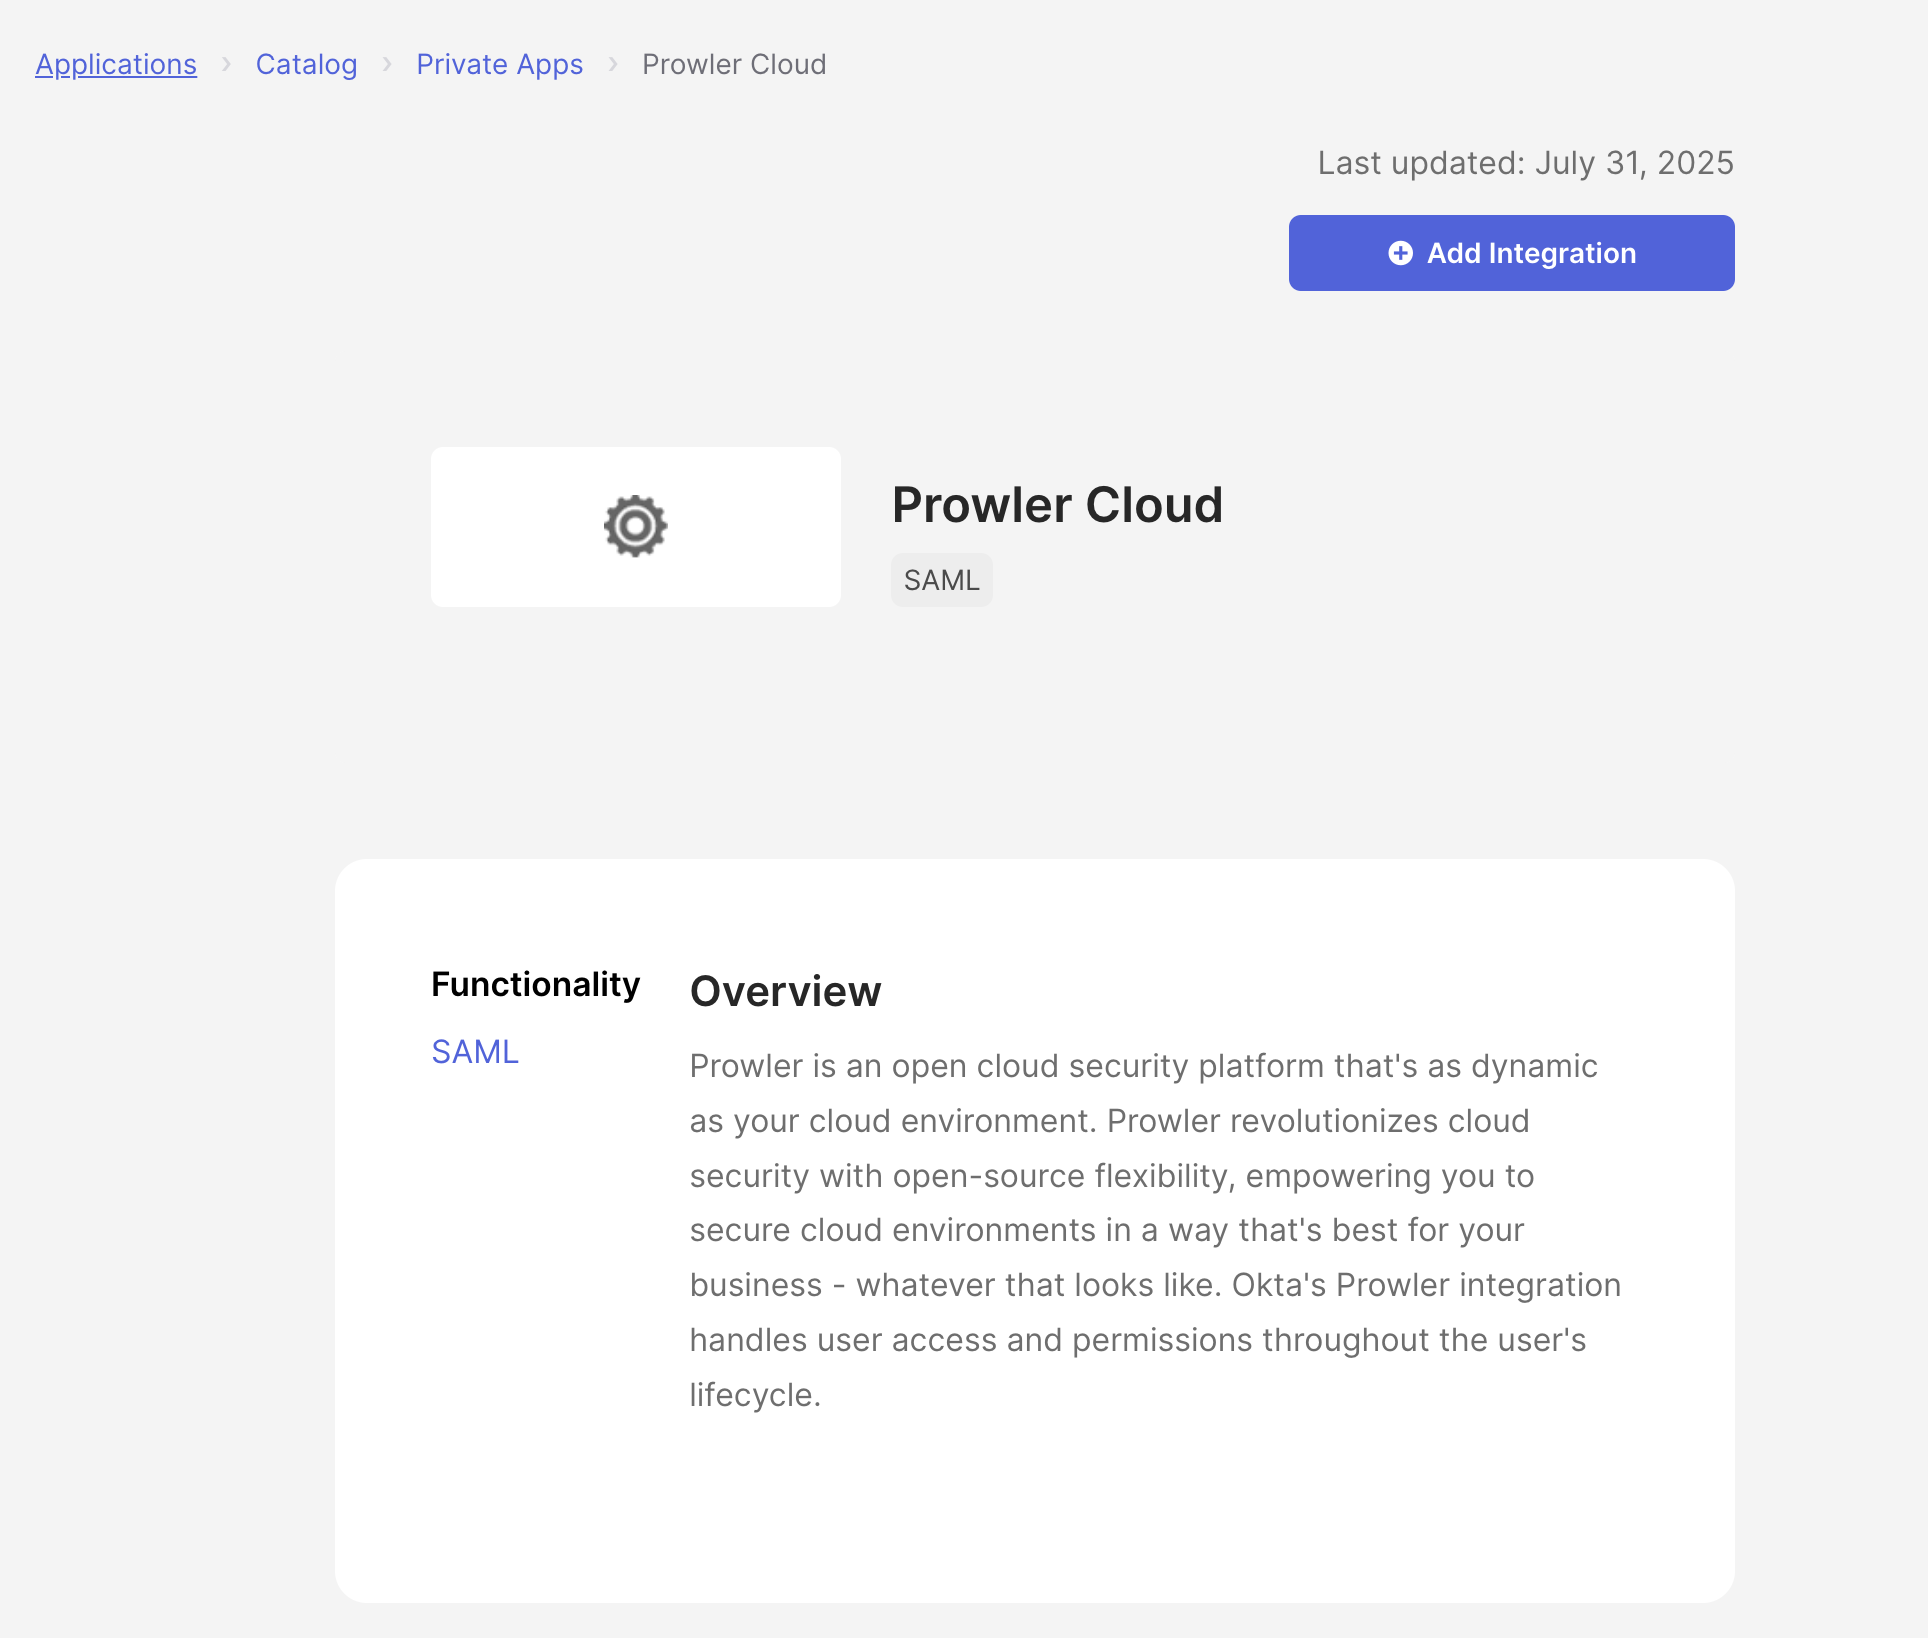 Applications › Catalog › Private Apps › Prowler Cloud
Last updated: July 31, 2025
Add Integration
Prowler Cloud
SAML
Functionality
SAML
Overview
Prowler is an open cloud security platform that's as dynamic
as your cloud environment. Prowler revolutionizes cloud
security with open-source flexibility, empowering you to
secure cloud environments in a way that's best for your
business - whatever that looks like. Okta's Prowler integration
handles user access and permissions throughout the user's
lifecycle.